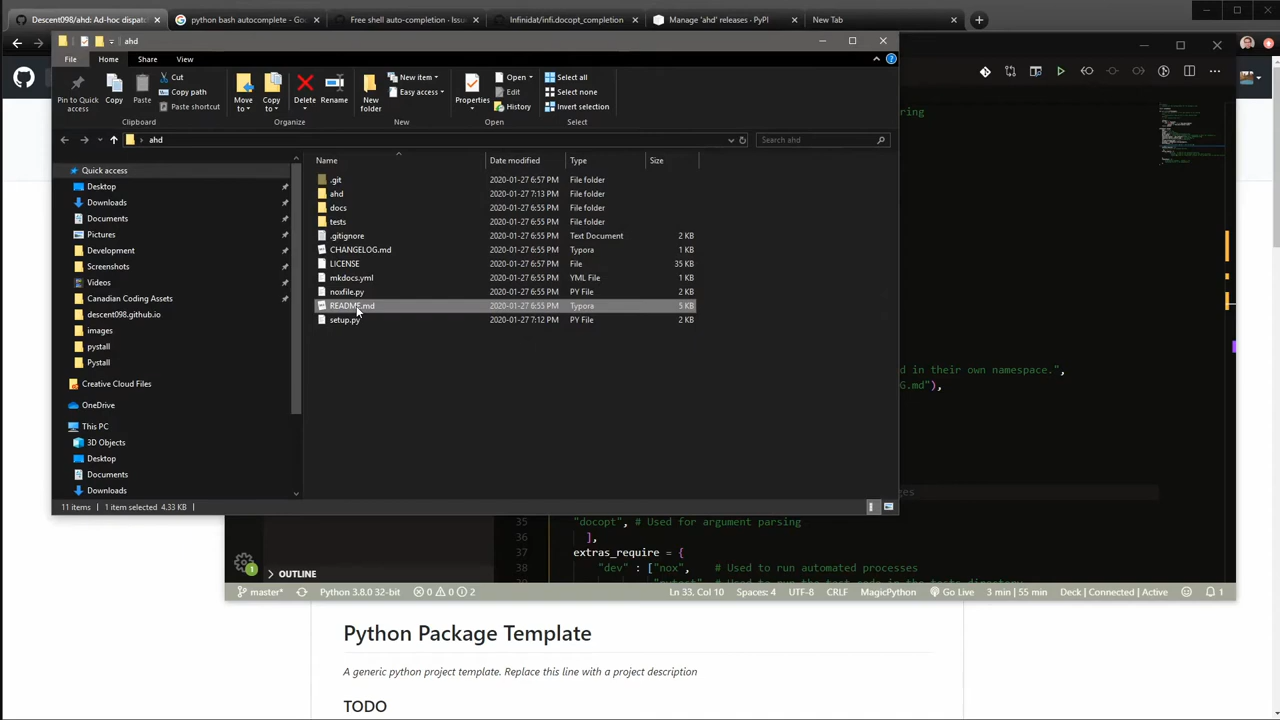 Descent098/ahd: Ad-hoc dispat
python bash autocomplete - Goo
Free shell auto-completion · Issu
Infinidat/infi.docopt_completion
Manage 'ahd' releases · PyPI
New Tab
ahd
File
Home
Share
View
Pin to Quick access
Copy
Paste
Cut
Copy path
Paste shortcut
Move to
Copy to
Delete
Rename
New folder
New item
Easy access
Properties
Open
Edit
History
Select all
Select none
Invert selection
Clipboard
Organize
New
Open
Select
ring
ahd
Search ahd
Name
Date modified
Type
Size
Quick access
Desktop
Downloads
Documents
Pictures
Development
Screenshots
Videos
Canadian Coding Assets
descent098.github.io
images
pystall
Pystall
Creative Cloud Files
OneDrive
This PC
3D Objects
Desktop
Documents
Downloads
.git 2020-01-27 6:57 PM File folder
ahd 2020-01-27 7:13 PM File folder
docs 2020-01-27 6:55 PM File folder
tests 2020-01-27 6:55 PM File folder
.gitignore 2020-01-27 6:55 PM Text Document 2 KB
CHANGELOG.md 2020-01-27 6:55 PM Typora 1 KB
LICENSE 2020-01-27 6:55 PM File 35 KB
mkdocs.yml 2020-01-27 6:55 PM YML File 1 KB
noxfile.py 2020-01-27 6:55 PM PY File 2 KB
README.md 2020-01-27 6:55 PM Typora 5 KB
setup.py 2020-01-27 7:12 PM PY File 2 KB
d in their own namespace.",
G.md"),
ges
11 items 1 item selected 4.33 KB
35 "docopt", # Used for argument parsing
36 ],
37 extras_require = {
38 "dev" : ["nox", # Used to run automated processes
OUTLINE
1
master*
Python 3.8.0 32-bit
0 0 2
Ln 33, Col 10
Spaces: 4
UTF-8
CRLF
MagicPython
Go Live
3 min | 55 min
Deck | Connected | Active
1
Python Package Template
A generic python project template. Replace this line with a project description
TODO